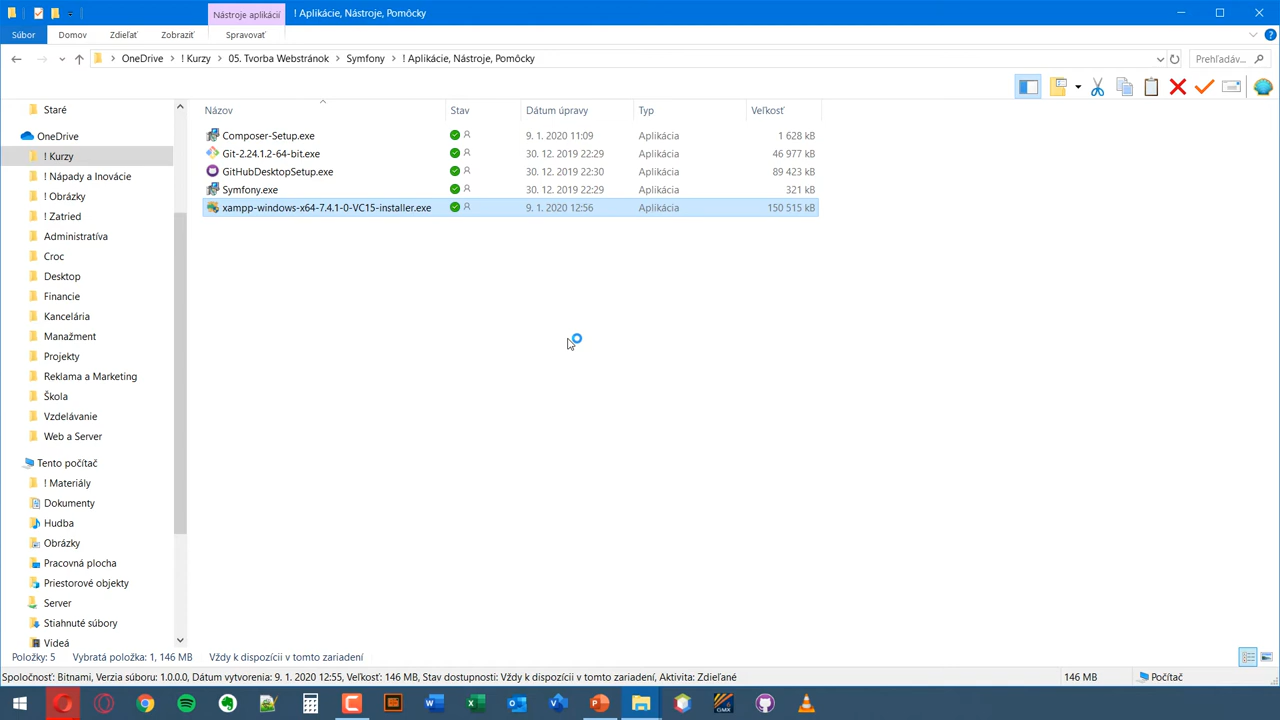 Nástroje aplikácií
! Aplikácie, Nástroje, Pomôcky
Súbor
Domov
Zdieľať
Zobraziť
Spravovať
OneDrive
! Kurzy
05. Tvorba Webstránok
Symfony
! Aplikácie, Nástroje, Pomôcky
Prehľadáv...
Názov
Stav
Dátum úpravy
Typ
Veľkosť
Composer-Setup.exe
9. 1. 2020 11:09
Aplikácia
1 628 kB
Git-2.24.1.2-64-bit.exe
30. 12. 2019 22:29
Aplikácia
46 977 kB
GitHubDesktopSetup.exe
30. 12. 2019 22:30
Aplikácia
89 423 kB
Symfony.exe
30. 12. 2019 22:29
Aplikácia
321 kB
xampp-windows-x64-7.4.1-0-VC15-installer.exe
9. 1. 2020 12:56
Aplikácia
150 515 kB
Staré
OneDrive
! Kurzy
! Nápady a Inovácie
! Obrázky
! Zatried
Administratíva
Croc
Desktop
Financie
Kancelária
Manažment
Projekty
Reklama a Marketing
Škola
Vzdelávanie
Web a Server
Tento počítač
! Materiály
Dokumenty
Hudba
Obrázky
Pracovná plocha
Priestorové objekty
Server
Stiahnuté súbory
Videá
Položky: 5
Vybratá položka: 1, 146 MB
Vždy k dispozícii v tomto zariadení
Spoločnosť: Bitnami, Verzia súboru: 1.0.0.0, Dátum vytvorenia: 9. 1. 2020 12:55, Veľkosť: 146 MB, Stav dostupnosti: Vždy k dispozícii v tomto zariadení, Aktivita: Zdieľané
146 MB
Počítač
GMX